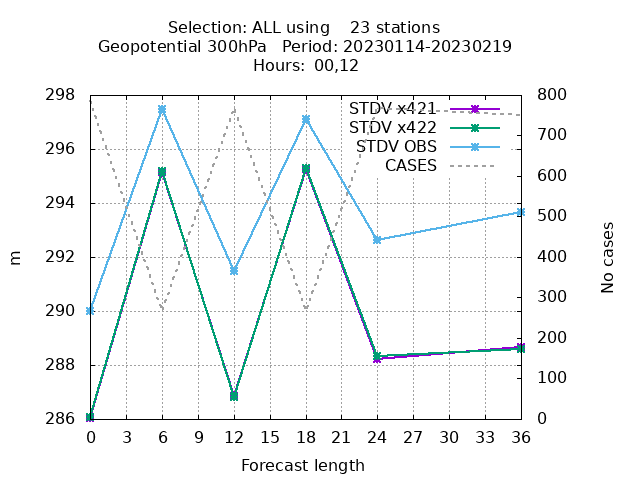 Selection: ALL using    23 stations
Geopotential 300hPa   Period: 20230114-20230219
Hours:  00,12
298
296
294
292
290
288
286
m
STDV x421
STDV x422
STDV OBS
CASES
800
700
600
500
400
300
200
100
0
No cases
0 3 6 9 12 15 18 21 24 27 30 33 36
Forecast length